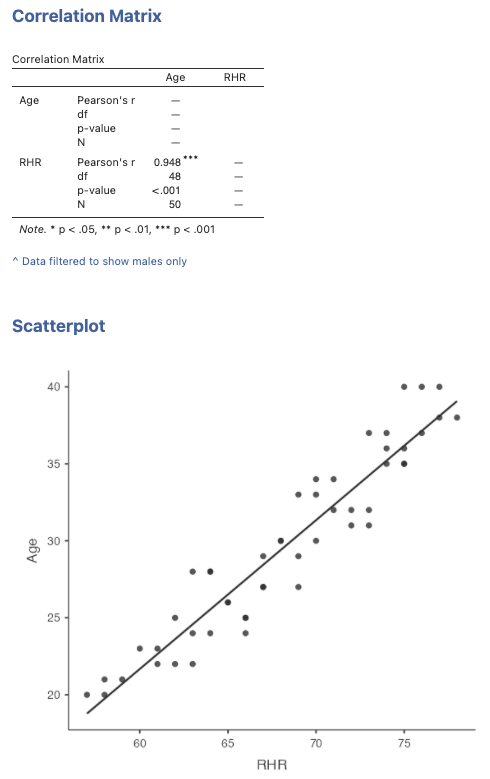 Correlation Matrix
Correlation Matrix
Age RHR
Age Pearson's r —
df —
p-value —
N —
RHR Pearson's r 0.948 *** —
df 48 —
p-value <.001 —
N 50 —
Note. * p < .05, ** p < .01, *** p < .001
^ Data filtered to show males only
Scatterplot
40
35
30
25
20
Age
60 65 70 75
RHR